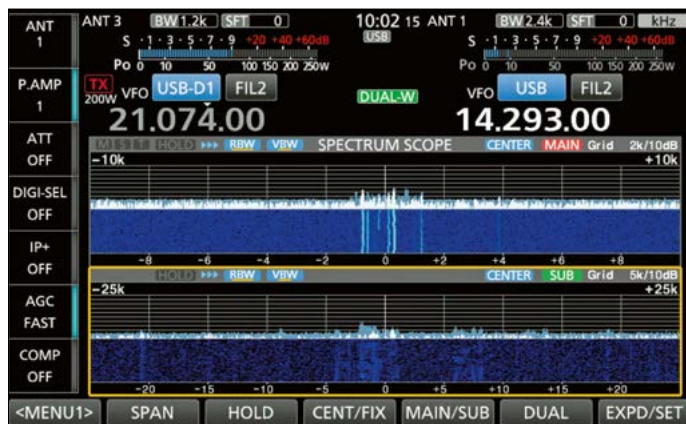 ANT 1
ANT 3 BW 1.2k SFT 0 10:02 15 ANT 1 BW 2.4k SFT 0 kHz
S ·1·3·5·7·9 +20 +40 +60dB USB S ·1·3·5·7·9 +20 +40 +60dB
Po 0 10 50 100 150 200 250W Po 0 10 50 100 150 200 250W
P.AMP 1
TX 200W VFO USB-D1 FIL2 DUAL-W VFO USB FIL2
21.074.00 14.293.00
ATT OFF
M S T HOLD RBW VBW SPECTRUM SCOPE CENTER MAIN Grid 2k/10dB
-10k +10k
DIGI-SEL OFF
IP+ OFF
-8 -6 -4 -2 0 +2 +4 +6 +8
HOLD RBW VBW CENTER SUB Grid 5k/10dB
-25k +25k
AGC FAST
COMP OFF
-20 -15 -10 -5 0 +5 +10 +15 +20
<MENU1> SPAN HOLD CENT/FIX MAIN/SUB DUAL EXPD/SET